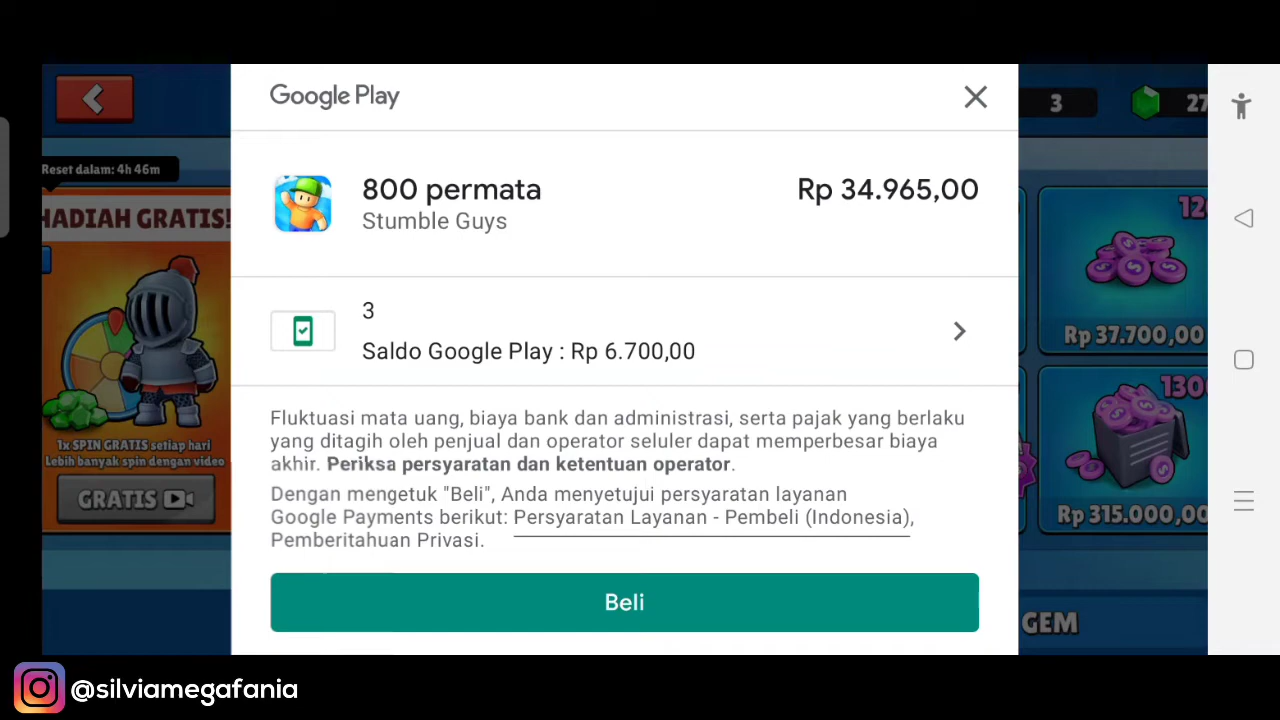 Google Play
3
27
Reset dalam: 4h 46m
800 permata
Rp 34.965,00
Stumble Guys
HADIAH GRATIS!
120
3
Saldo Google Play : Rp 6.700,00
Rp 37.700,00
1300
Fluktuasi mata uang, biaya bank dan administrasi, serta pajak yang berlaku
yang ditagih oleh penjual dan operator seluler dapat memperbesar biaya
akhir. Periksa persyaratan dan ketentuan operator.
1x SPIN GRATIS setiap hari
Lebih banyak spin dengan video
GRATIS
Dengan mengetuk "Beli", Anda menyetujui persyaratan layanan
Google Payments berikut: Persyaratan Layanan - Pembeli (Indonesia),
Pemberitahuan Privasi.
Rp 315.000,00
Beli
GEM
@silviamegafania